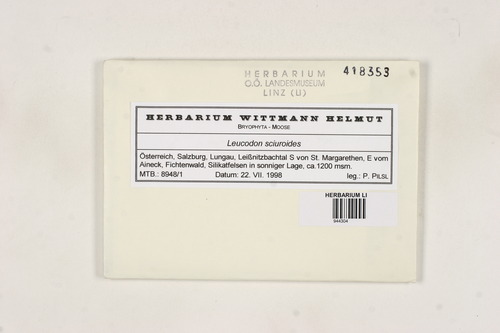 HERBARIUM
O.Ö. LANDESMUSEUM
LINZ (U)
418353
HERBARIUM WITTMANN HELMUT
BRYOPHYTA - MOOSE
Leucodon sciuroides
Österreich, Salzburg, Lungau, Leißnitzbachtal S von St. Margarethen, E vom
Aineck, Fichtenwald, Silikatfelsen in sonniger Lage, ca.1200 msm.
MTB.: 8948/1 Datum: 22. VII. 1998 leg.: P. PILSL
HERBARIUM LI
944304